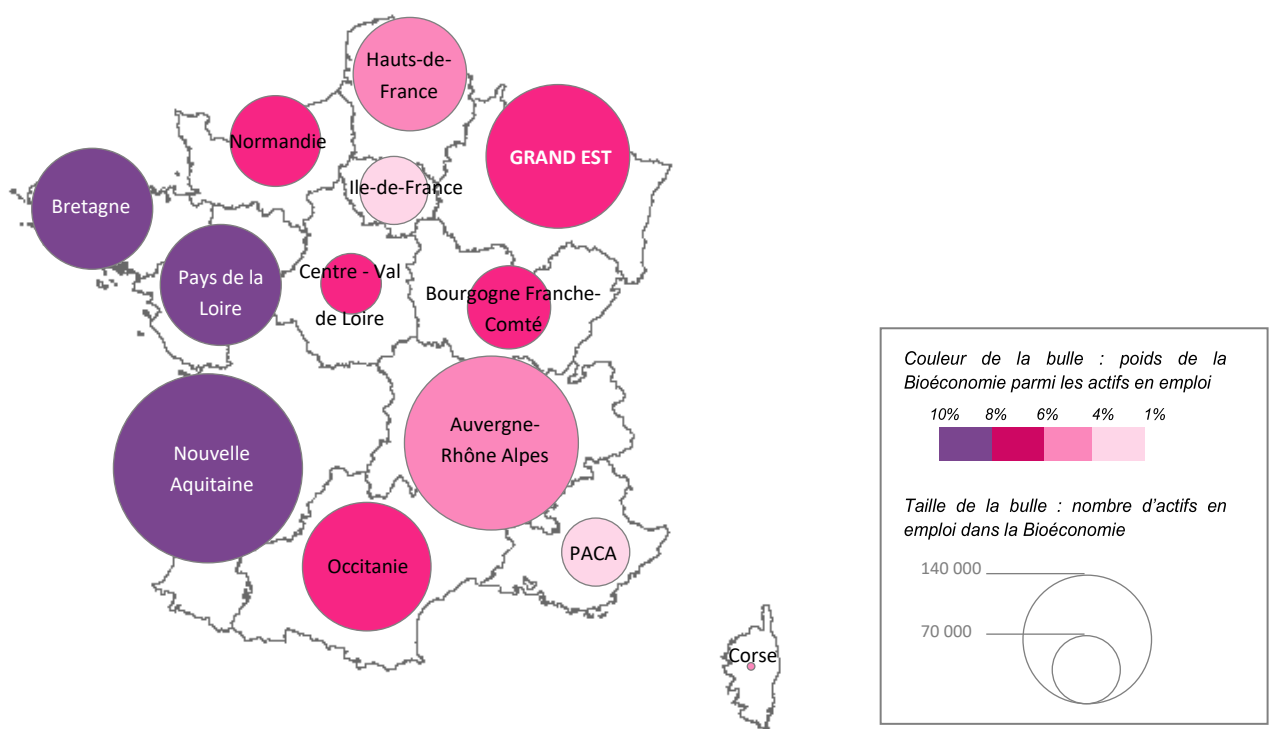 Hauts-de-
France
Normandie
GRAND EST
Ile-de-France
Bretagne
Pays de la
Loire
Centre - Val
de Loire
Bourgogne Franche-
Comté
Auvergne-
Rhône Alpes
Nouvelle
Aquitaine
Occitanie
PACA
Corse
Couleur de la bulle : poids de la
Bioéconomie parmi les actifs en emploi
10% 8% 6% 4% 1%
Taille de la bulle : nombre d’actifs en
emploi dans la Bioéconomie
140 000
70 000